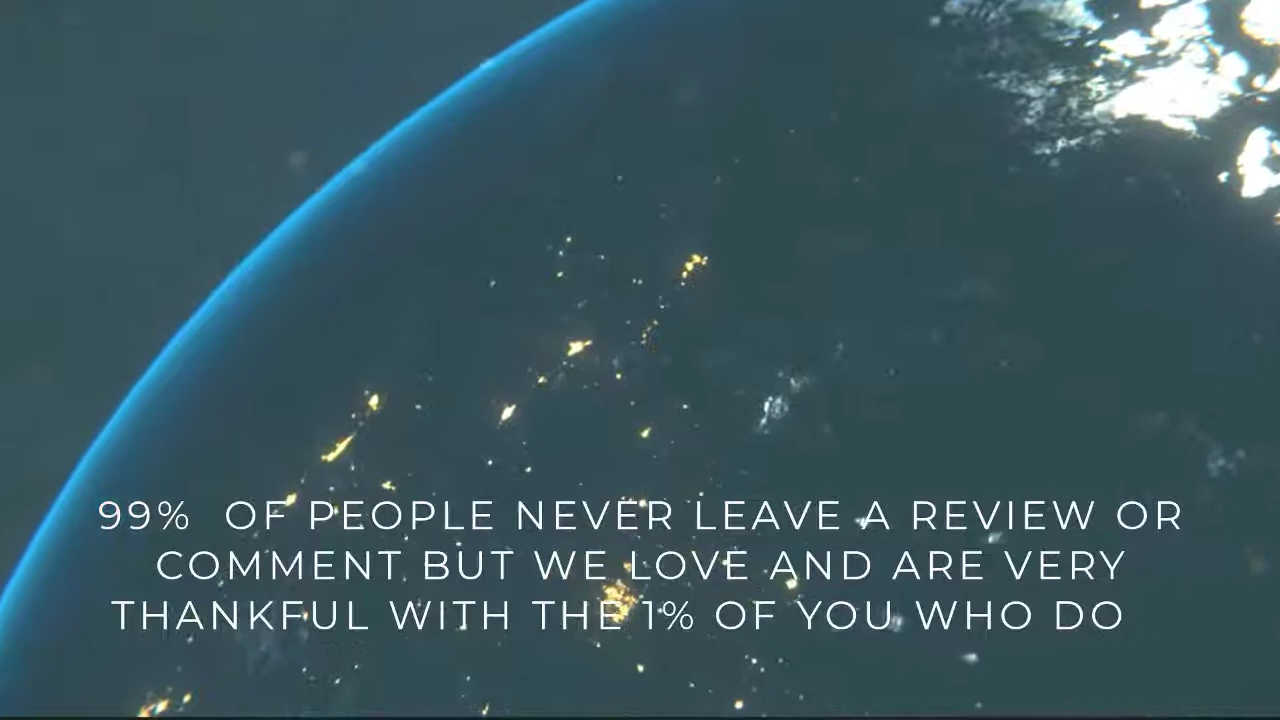 99% OF PEOPLE NEVER LEAVE A REVIEW OR
COMMENT BUT WE LOVE AND ARE VERY
THANKFUL WITH THE 1% OF YOU WHO DO